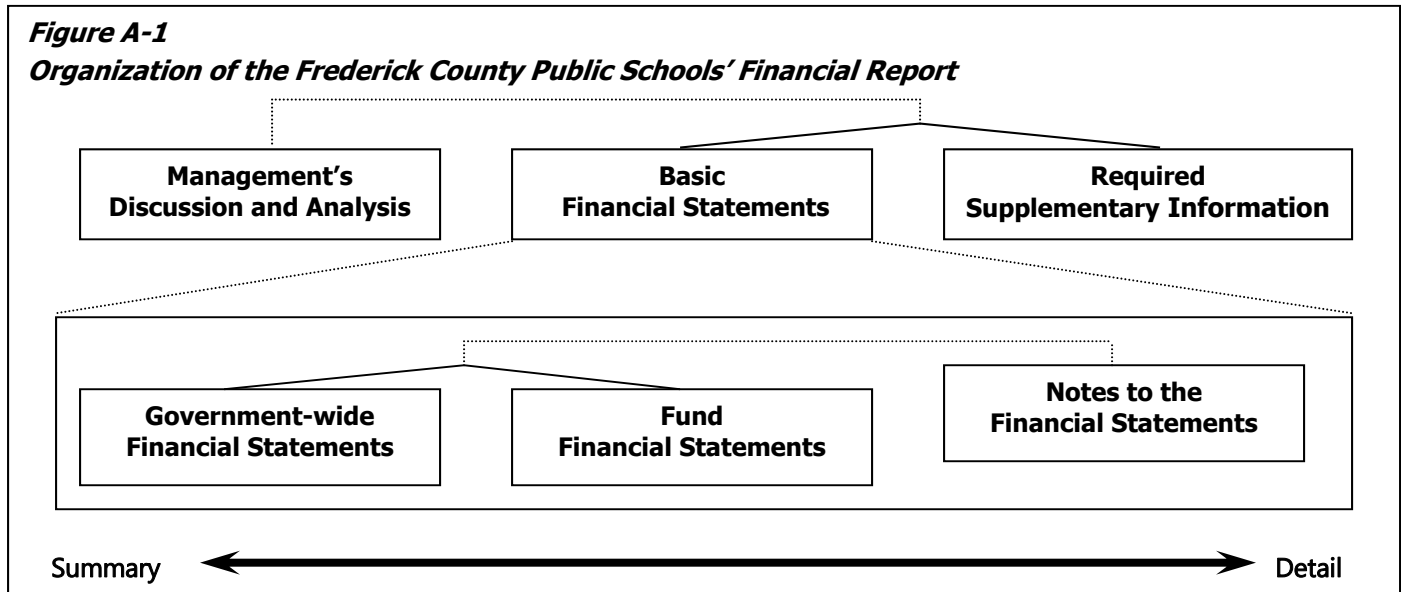 Figure A-1
Organization of the Frederick County Public Schools' Financial Report
Management's
Discussion and Analysis
Basic
Financial Statements
Required
Supplementary Information
Government-wide
Financial Statements
Fund
Financial Statements
Notes to the
Financial Statements
Summary
Detail